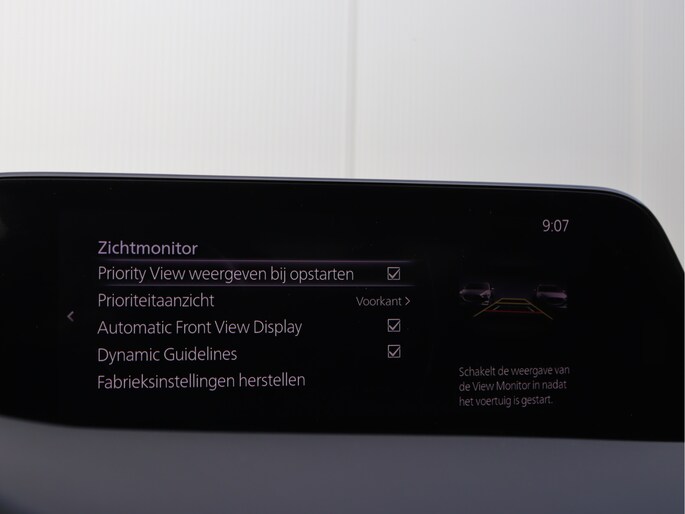 9:07
Zichtmonitor
Priority View weergeven bij opstarten
Prioriteitaanzicht Voorkant >
Automatic Front View Display
Dynamic Guidelines
Fabrieksinstellingen herstellen
Schakelt de weergave van
de View Monitor in nadat
het voertuig is gestart.